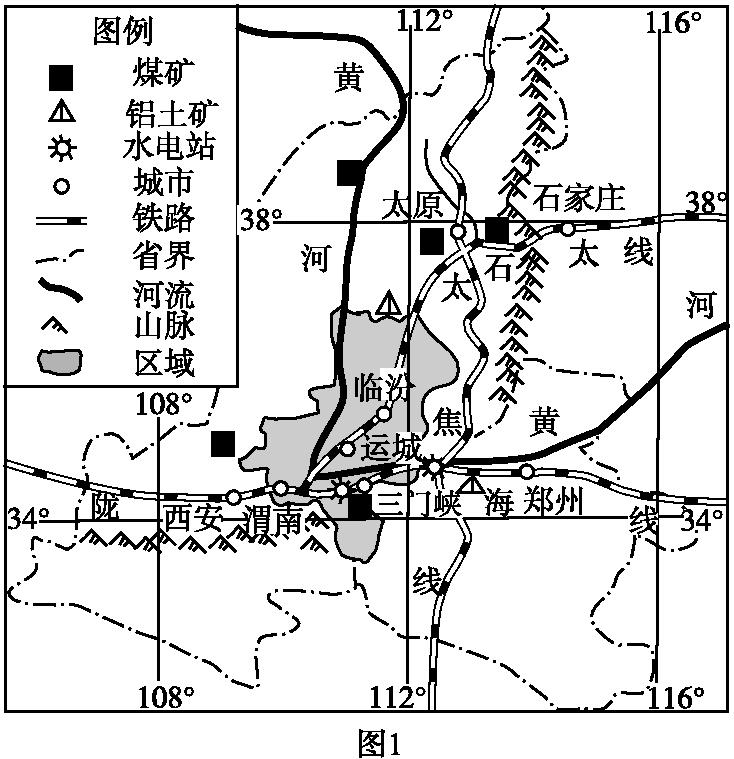 图例
煤矿
铝土矿
水电站
城市
铁路
省界
河流
山脉
区域
112°
116°
黄
太原
石家庄
38°
38°
河
石
太
线
太
河
临汾
108°
焦
黄
运城
陇
西安
渭南
三门峡
海
郑州
34°
线
34°
线
108°
112°
116°
图1